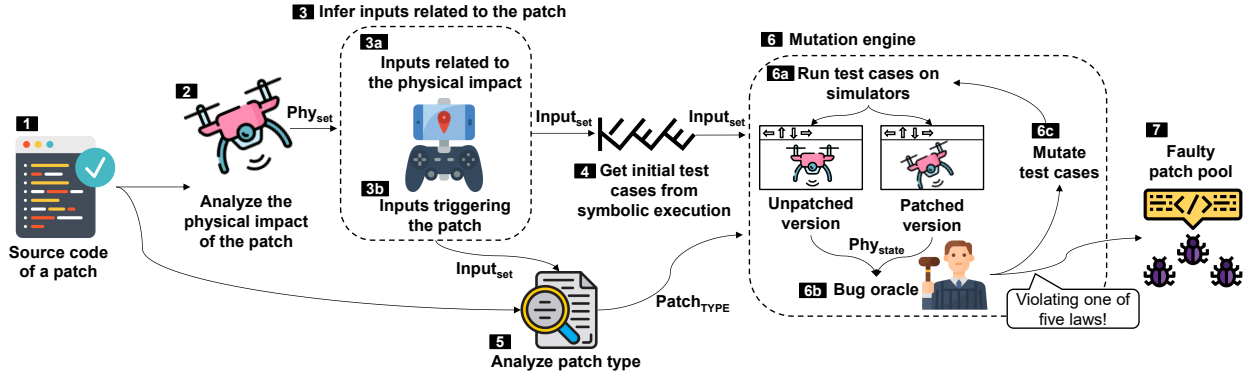 1
Source code
of a patch
2
Analyze the
physical impact
of the patch
Physet
3 Infer inputs related to the patch
3a
Inputs related to
the physical impact
3b
Inputs triggering
the patch
Inputset
KLEE
Inputset
4 Get initial test
cases from
symbolic execution
Inputset
5
Analyze patch type
PatchTYPE
6 Mutation engine
6a Run test cases on
simulators
Unpatched
version
Patched
version
Phystate
6b Bug oracle
6c
Mutate
test cases
Violating one of
five laws!
7
Faulty
patch pool